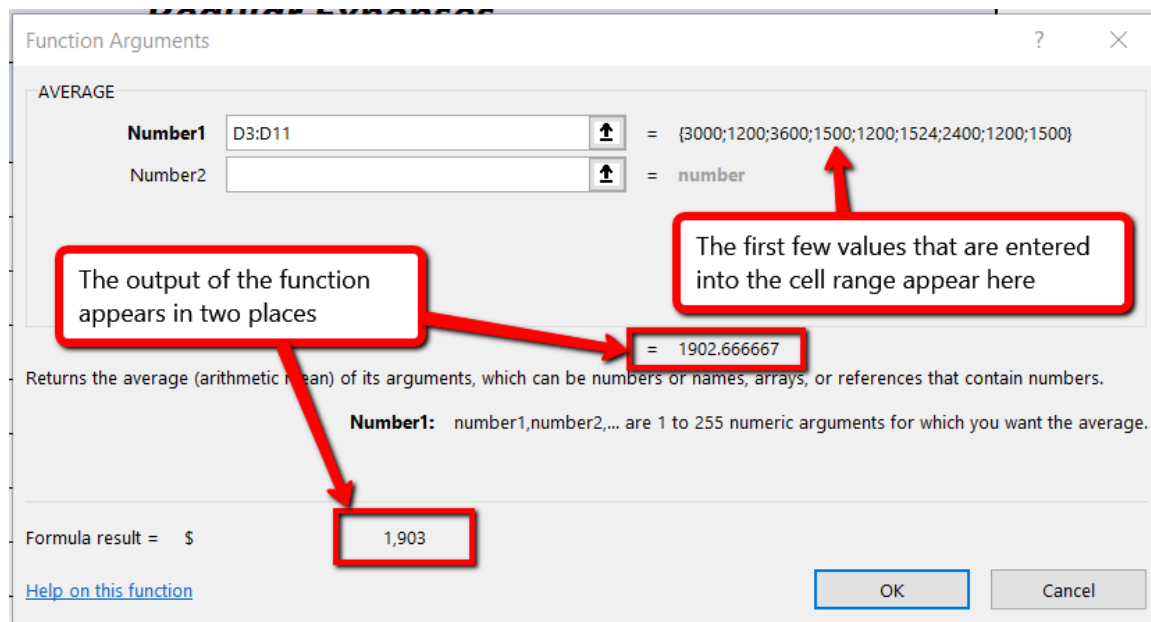 Regular Expenses
Function Arguments ? ×
AVERAGE
Number1 D3:D11 = {3000;1200;3600;1500;1200;1524;2400;1200;1500}
Number2 = number
The first few values that are entered
into the cell range appear here
The output of the function
appears in two places
= 1902.666667
Returns the average (arithmetic mean) of its arguments, which can be numbers or names, arrays, or references that contain numbers.
Number1: number1,number2,... are 1 to 255 numeric arguments for which you want the average.
Formula result = $ 1,903
Help on this function
OK Cancel